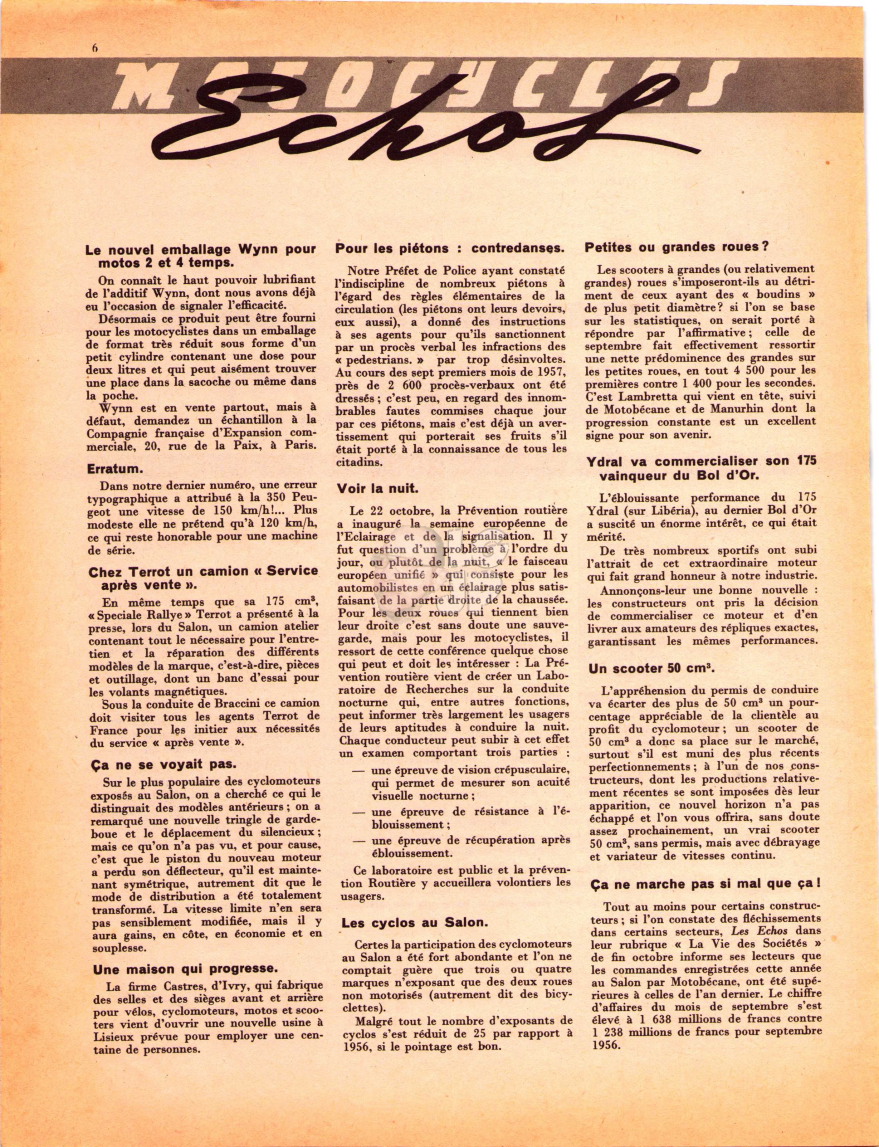 6
MOTOCYCLES
Echos
Le nouvel emballage Wynn pour
motos 2 et 4 temps.
On connaît le haut pouvoir lubrifiant
de l'additif Wynn, dont nous avons déjà
eu l'occasion de signaler l'efficacité.
Désormais ce produit peut être fourni
pour les motocyclistes dans un emballage
de format très réduit sous forme d'un
petit cylindre contenant une dose pour
deux litres et qui peut aisément trouver
une place dans la sacoche ou même dans
la poche.
Wynn est en vente partout, mais à
défaut, demandez un échantillon à la
Compagnie française d'Expansion com-
merciale, 20, rue de la Paix, à Paris.
Erratum.
Dans notre dernier numéro, une erreur
typographique a attribué à la 350 Peu-
geot une vitesse de 150 km/h!... Plus
modeste elle ne prétend qu'à 120 km/h,
ce qui reste honorable pour une machine
de série.
Chez Terrot un camion « Service
après vente ».
En même temps que sa 175 cm³,
« Speciale Rallye » Terrot a présenté à la
presse, lors du Salon, un camion atelier
contenant tout le nécessaire pour l'entre-
tien et la réparation des différents
modèles de la marque, c'est-à-dire, pièces
et outillage, dont un banc d'essai pour
les volants magnétiques.
Sous la conduite de Braccini ce camion
doit visiter tous les agents Terrot de
France pour les initier aux nécessités
du service « après vente ».
Ça ne se voyait pas.
Sur le plus populaire des cyclomoteurs
exposés au Salon, on a cherché ce qui le
distinguait des modèles antérieurs ; on a
remarqué une nouvelle tringle de garde-
boue et le déplacement du silencieux ;
mais ce qu'on n'a pas vu, et pour cause,
c'est que le piston du nouveau moteur
a perdu son déflecteur, qu'il est mainte-
nant symétrique, autrement dit que le
mode de distribution a été totalement
transformé. La vitesse limite n'en sera
pas sensiblement modifiée, mais il y
aura gains, en côte, en économie et en
souplesse.
Une maison qui progresse.
La firme Castres, d'Ivry, qui fabrique
des selles et des sièges avant et arrière
pour vélos, cyclomoteurs, motos et scoo-
ters vient d'ouvrir une nouvelle usine à
Lisieux prévue pour employer une cen-
taine de personnes.
Pour les piétons : contredanses.
Notre Préfet de Police ayant constaté
l'indiscipline de nombreux piétons à
l'égard des règles élémentaires de la
circulation (les piétons ont leurs devoirs,
eux aussi), a donné des instructions
à ses agents pour qu'ils sanctionnent
par un procès verbal les infractions des
« pedestrians. » par trop désinvoltes.
Au cours des sept premiers mois de 1957,
près de 2 600 procès-verbaux ont été
dressés ; c'est peu, en regard des innom-
brables fautes commises chaque jour
par ces piétons, mais c'est déjà un aver-
tissement qui porterait ses fruits s'il
était porté à la connaissance de tous les
citadins.
Voir la nuit.
Le 22 octobre, la Prévention routière
a inauguré la semaine européenne de
l'Eclairage et de la signalisation. Il y
fut question d'un problème à l'ordre du
jour, ou plutôt de la nuit, « le faisceau
européen unifié » qui consiste pour les
automobilistes en un éclairage plus satis-
faisant de la partie droite de la chaussée.
Pour les deux roues qui tiennent bien
leur droite c'est sans doute une sauve-
garde, mais pour les motocyclistes, il
ressort de cette conférence quelque chose
qui peut et doit les intéresser : La Pré-
vention routière vient de créer un Labo-
ratoire de Recherches sur la conduite
nocturne qui, entre autres fonctions,
peut informer très largement les usagers
de leurs aptitudes à conduire la nuit.
Chaque conducteur peut subir à cet effet
un examen comportant trois parties :
— une épreuve de vision crépusculaire,
qui permet de mesurer son acuité
visuelle nocturne ;
— une épreuve de résistance à l'é-
blouissement ;
— une épreuve de récupération après
éblouissement.
Ce laboratoire est public et la préven-
tion Routière y accueillera volontiers les
usagers.
Les cyclos au Salon.
Certes la participation des cyclomoteurs
au Salon a été fort abondante et l'on ne
comptait guère que trois ou quatre
marques n'exposant que des deux roues
non motorisés (autrement dit des bicy-
clettes).
Malgré tout le nombre d'exposants de
cyclos s'est réduit de 25 par rapport à
1956, si le pointage est bon.
Petites ou grandes roues ?
Les scooters à grandes (ou relativement
grandes) roues s'imposeront-ils au détri-
ment de ceux ayant des « boudins »
de plus petit diamètre? si l'on se base
sur les statistiques, on serait porté à
répondre par l'affirmative ; celle de
septembre fait effectivement ressortir
une nette prédominence des grandes sur
les petites roues, en tout 4 500 pour les
premières contre 1 400 pour les secondes.
C'est Lambretta qui vient en tête, suivi
de Motobécane et de Manurhin dont la
progression constante est un excellent
signe pour son avenir.
Ydral va commercialiser son 175
vainqueur du Bol d'Or.
L'éblouissante performance du 175
Ydral (sur Libéria), au dernier Bol d'Or
a suscité un énorme intérêt, ce qui était
mérité.
De très nombreux sportifs ont subi
l'attrait de cet extraordinaire moteur
qui fait grand honneur à notre industrie.
Annonçons-leur une bonne nouvelle :
les constructeurs ont pris la décision
de commercialiser ce moteur et d'en
livrer aux amateurs des répliques exactes,
garantissant les mêmes performances.
Un scooter 50 cm³.
L'appréhension du permis de conduire
va écarter des plus de 50 cm³ un pour-
centage appréciable de la clientèle au
profit du cyclomoteur ; un scooter de
50 cm³ a donc sa place sur le marché,
surtout s'il est muni des plus récents
perfectionnements ; à l'un de nos cons-
tructeurs, dont les productions relative-
ment récentes se sont imposées dès leur
apparition, ce nouvel horizon n'a pas
échappé et l'on vous offrira, sans doute
assez prochainement, un vrai scooter
50 cm³, sans permis, mais avec débrayage
et variateur de vitesses continu.
Ça ne marche pas si mal que ça !
Tout au moins pour certains construc-
teurs ; si l'on constate des fléchissements
dans certains secteurs, Les Echos dans
leur rubrique « La Vie des Sociétés »
de fin octobre informe ses lecteurs que
les commandes enregistrées cette année
au Salon par Motobécane, ont été supé-
rieures à celles de l'an dernier. Le chiffre
d'affaires du mois de septembre s'est
élevé à 1 638 millions de francs contre
1 238 millions de francs pour septembre
1956.